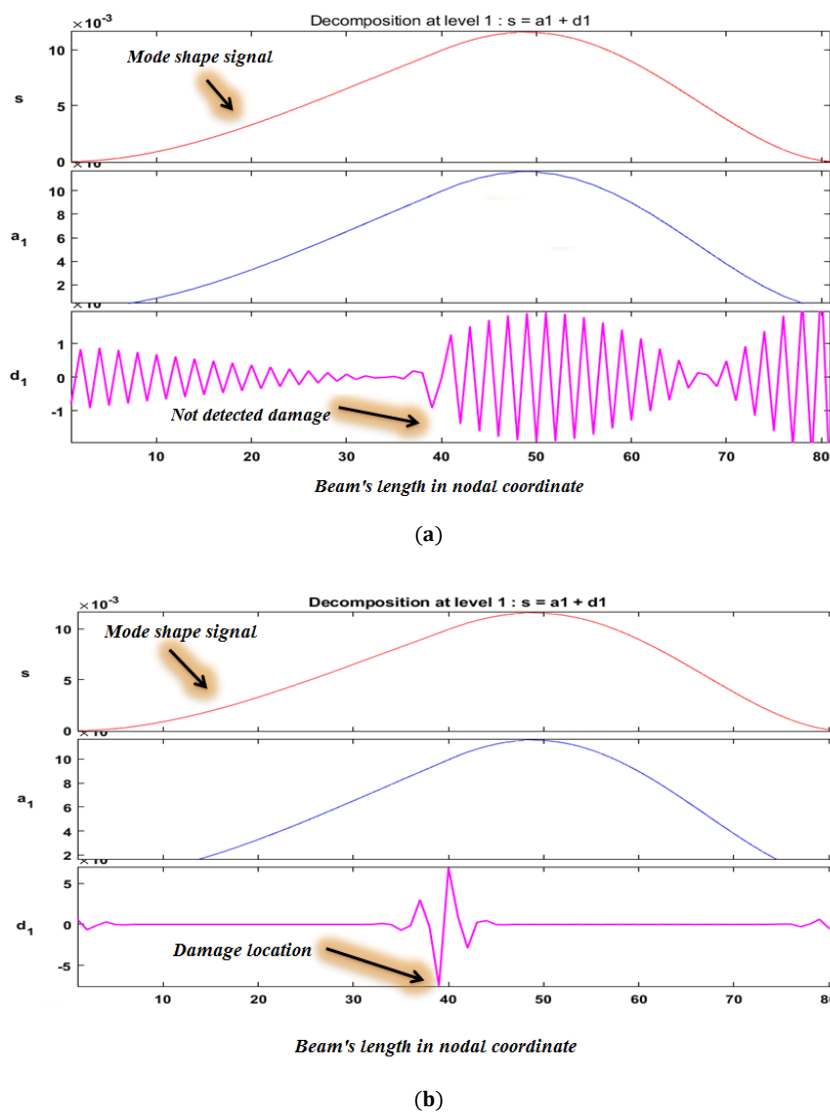 Decomposition at level 1 : s = a1 + d1
×10⁻³
Mode shape signal
10
5
0
s
10
8
6
4
2
a₁
1
0
-1
d₁
Not detected damage
10 20 30 40 50 60 70 80
Beam's length in nodal coordinate
(a)
Decomposition at level 1 : s = a1 + d1
×10⁻³
Mode shape signal
10
5
0
s
10
8
6
4
2
a₁
5
0
-5
d₁
Damage location
10 20 30 40 50 60 70 80
Beam's length in nodal coordinate
(b)